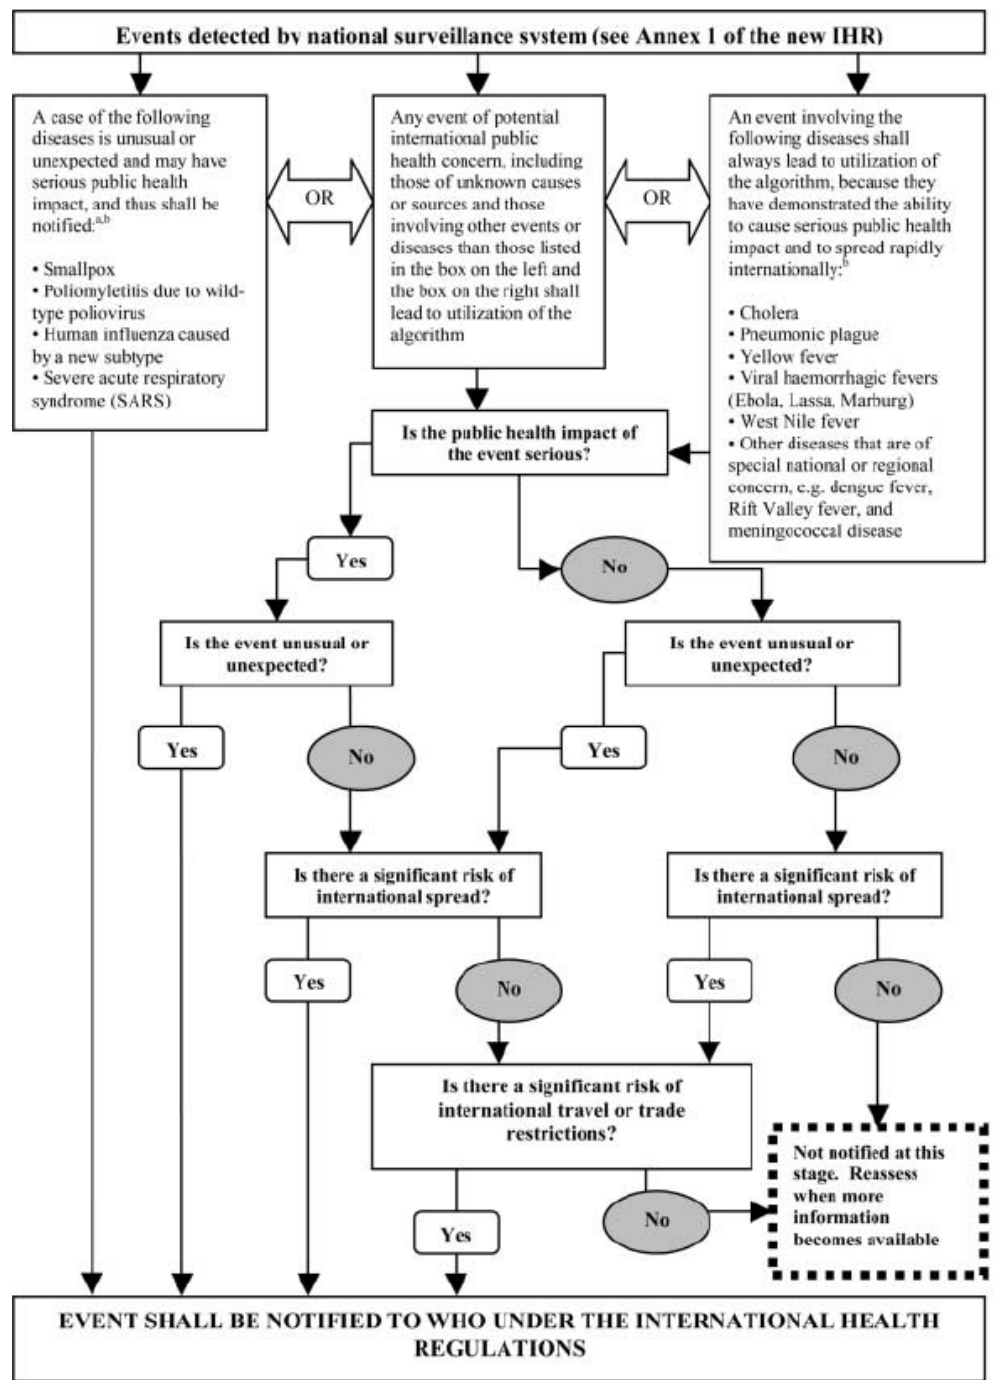 Events detected by national surveillance system (see Annex 1 of the new IHR)
A case of the following
diseases is unusual or
unexpected and may have
serious public health
impact, and thus shall be
notified:a,b
• Smallpox
• Poliomyletitis due to wild-
type poliovirus
• Human influenza caused
by a new subtype
• Severe acute respiratory
syndrome (SARS)
OR
Any event of potential
international public
health concern, including
those of unknown causes
or sources and those
involving other events or
diseases than those listed
in the box on the left and
the box on the right shall
lead to utilization of the
algorithm
OR
An event involving the
following diseases shall
always lead to utilization of
the algorithm, because they
have demonstrated the ability
to cause serious public health
impact and to spread rapidly
internationally:b
• Cholera
• Pneumonic plague
• Yellow fever
• Viral haemorrhagic fevers
(Ebola, Lassa, Marburg)
• West Nile fever
• Other diseases that are of
special national or regional
concern, e.g. dengue fever,
Rift Valley fever, and
meningococcal disease
Is the public health impact of
the event serious?
Yes
No
Is the event unusual or
unexpected?
Is the event unusual or
unexpected?
Yes
No
Yes
No
Is there a significant risk of
international spread?
Is there a significant risk of
international spread?
Yes
No
Yes
No
Is there a significant risk of
international travel or trade
restrictions?
Not notified at this
stage. Reassess
when more
information
becomes available
Yes
No
EVENT SHALL BE NOTIFIED TO WHO UNDER THE INTERNATIONAL HEALTH
REGULATIONS